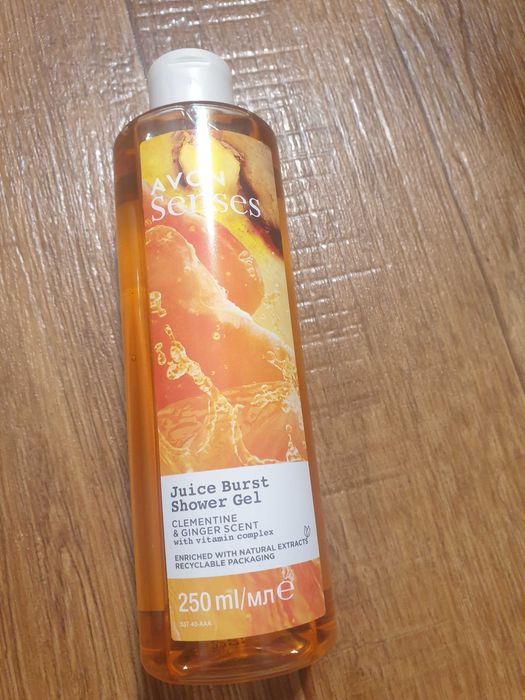 AVON
senses
Juice Burst
Shower Gel
CLEMENTINE
& GINGER SCENT
with vitamin complex
ENRICHED WITH NATURAL EXTRACTS
RECYCLABLE PACKAGING
250 ml/мл e